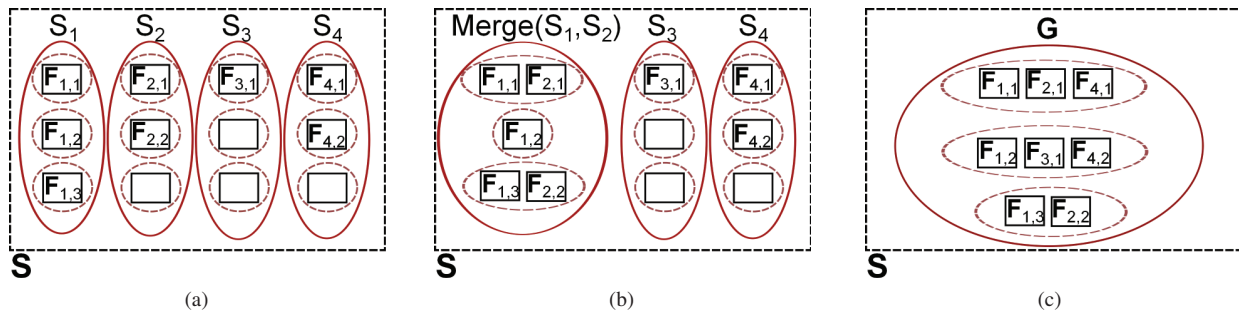 S₁ S₂ S₃ S₄
F₁,₁ F₂,₁ F₃,₁ F₄,₁
F₁,₂ F₂,₂ F₄,₂
F₁,₃
S
(a)
Merge(S₁,S₂) S₃ S₄
F₁,₁ F₂,₁ F₃,₁ F₄,₁
F₁,₂ F₄,₂
F₁,₃ F₂,₂
S
(b)
G
F₁,₁ F₂,₁ F₄,₁
F₁,₂ F₃,₁ F₄,₂
F₁,₃ F₂,₂
S
(c)